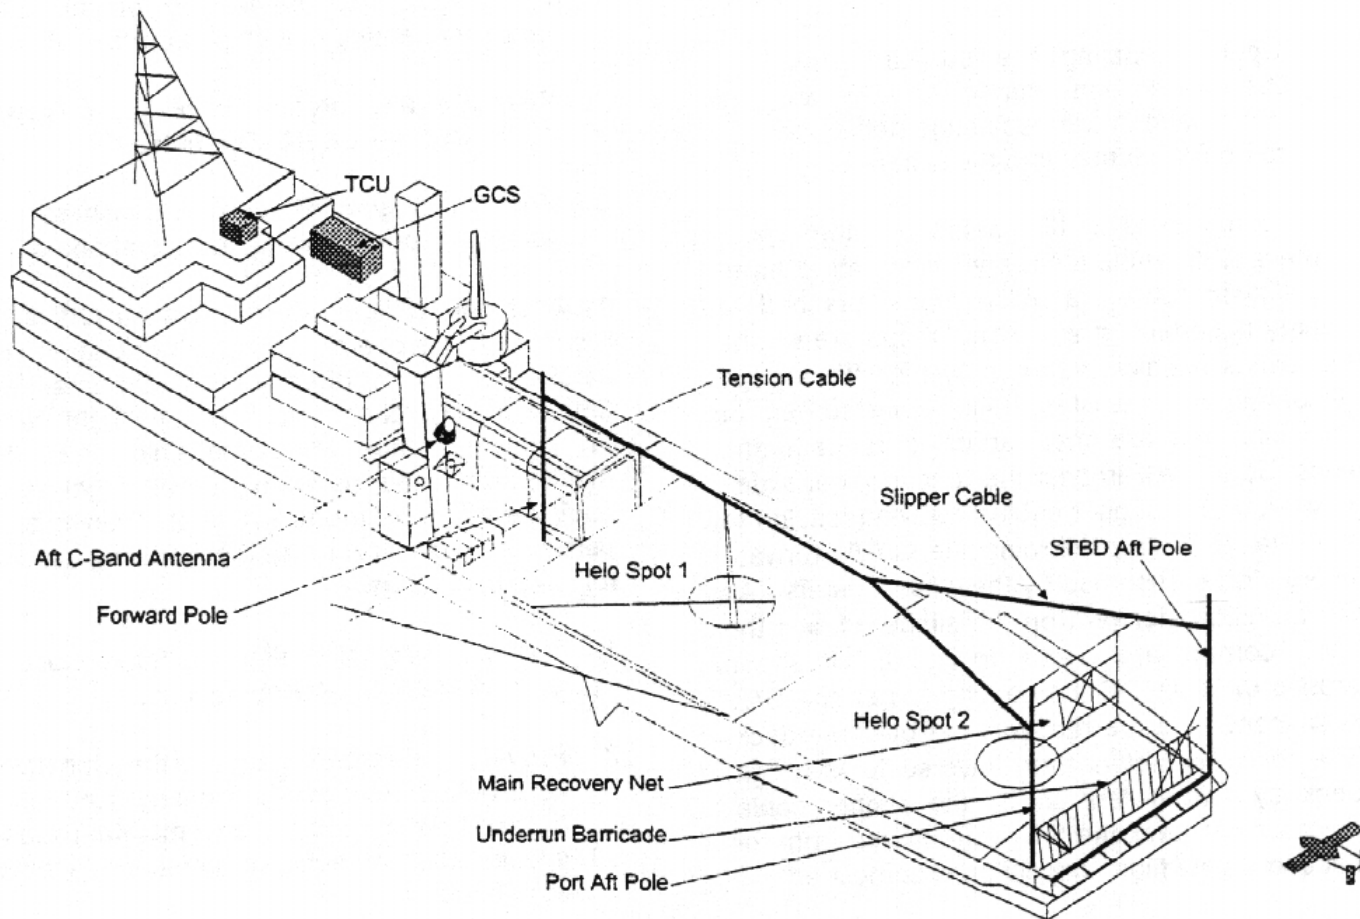 TCU
GCS
Tension Cable
Slipper Cable
STBD Aft Pole
Aft C-Band Antenna
Helo Spot 1
Forward Pole
Helo Spot 2
Main Recovery Net
Underrun Barricade
Port Aft Pole